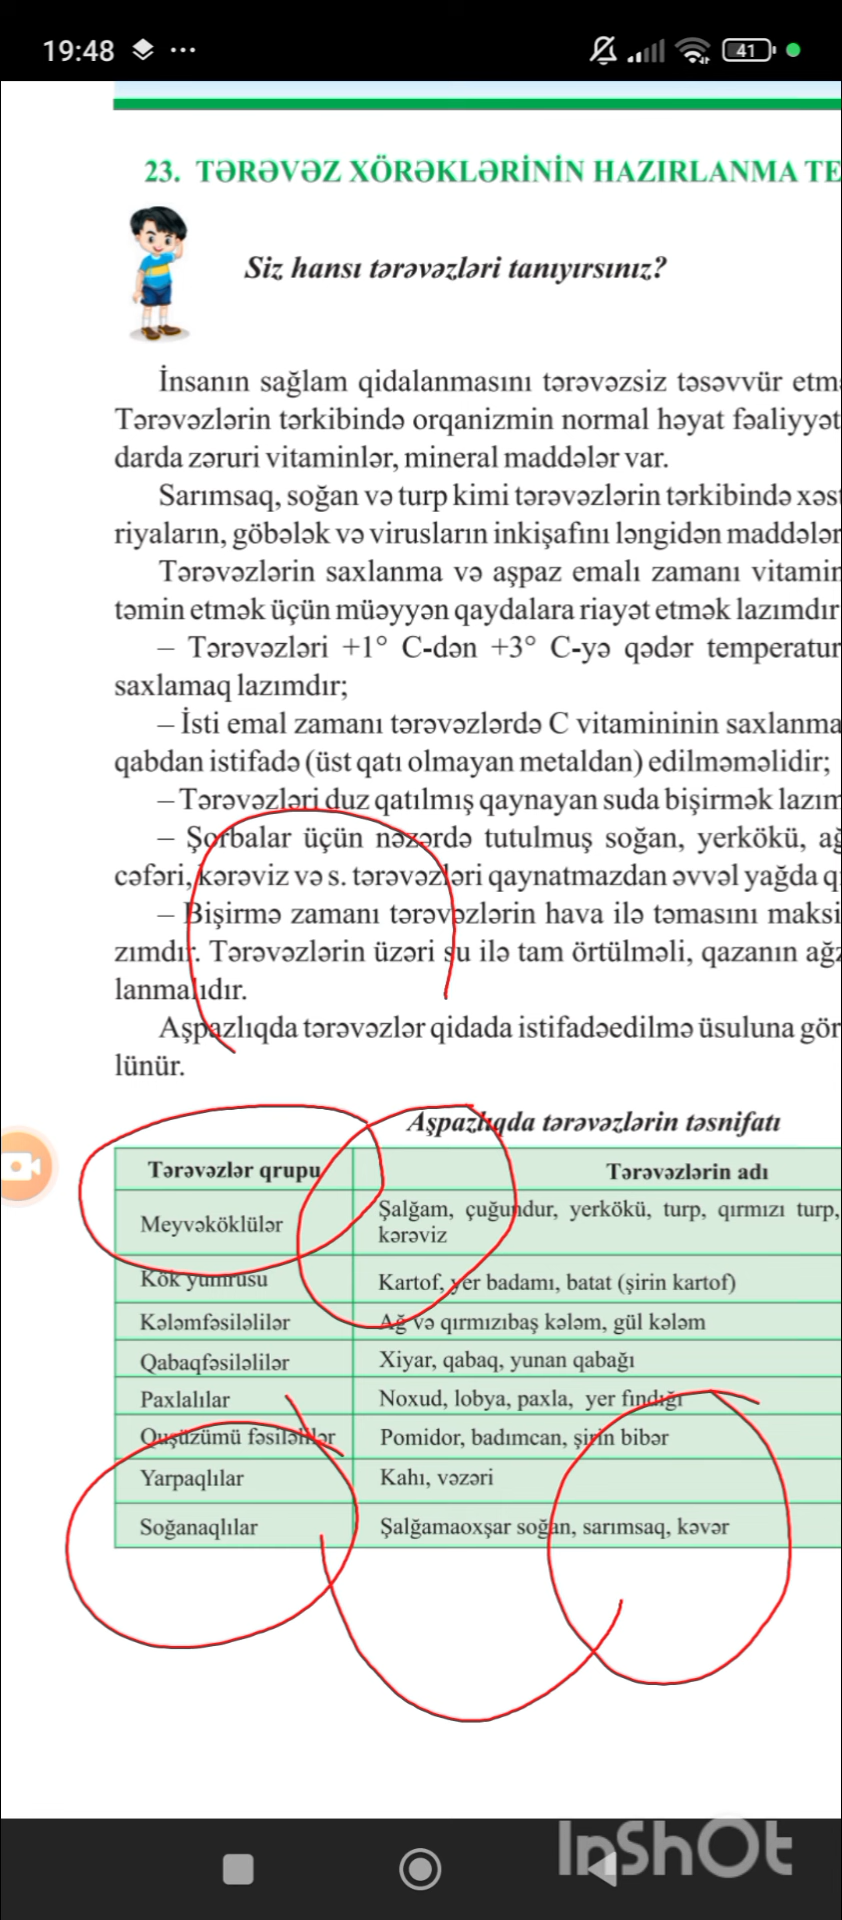 19:48
41
23. TƏRƏVƏZ XÖRƏKLƏRİNİN HAZIRLANMA TE
Siz hansı tərəvəzləri tanıyırsınız?
İnsanın sağlam qidalanmasını tərəvəzsiz təsəvvür etm
Tərəvəzlərin tərkibində orqanizmin normal həyat fəaliyyət
darda zəruri vitaminlər, mineral maddələr var.
Sarımsaq, soğan və turp kimi tərəvəzlərin tərkibində xəst
riyaların, göbələk və virusların inkişafını ləngidən maddələr
Tərəvəzlərin saxlanma və aşpaz emalı zamanı vitamin
təmin etmək üçün müəyyən qaydalara riayət etmək lazımdır
– Tərəvəzləri +1° C-dən +3° C-yə qədər temperatur
saxlamaq lazımdır;
– İsti emal zamanı tərəvəzlərdə C vitamininin saxlanma
qabdan istifadə (üst qatı olmayan metaldan) edilməməlidir;
– Tərəvəzləri duz qatılmış qaynayan suda bişirmək lazım
– Şorbalar üçün nəzərdə tutulmuş soğan, yerkökü, ağ
cəfəri, kərəviz və s. tərəvəzləri qaynatmazdan əvvəl yağda q
– Bişirmə zamanı tərəvəzlərin hava ilə təmasını maksi
zımdır. Tərəvəzlərin üzəri su ilə tam örtülməli, qazanın ağz
lanmalıdır.
Aşpazlıqda tərəvəzlər qidada istifadəedilmə üsuluna gör
lünür.
Aşpazlıqda tərəvəzlərin təsnifatı
Tərəvəzlər qrupu Tərəvəzlərin adı
Meyvəköklülər Şalğam, çuğundur, yerkökü, turp, qırmızı turp,
kərəviz
Kök yumrusu Kartof, yer badamı, batat (şirin kartof)
Kələmfəsiləlilər Ağ və qırmızıbaş kələm, gül kələm
Qabaqfəsiləlilər Xiyar, qabaq, yunan qabağı
Paxlalılar Noxud, lobya, paxla, yer fındığı
Quşüzümü fəsiləlilər Pomidor, badımcan, şirin bibər
Yarpaqlılar Kahı, vəzəri
Soğanaqlılar Şalğamaoxşar soğan, sarımsaq, kəvər
InShOt